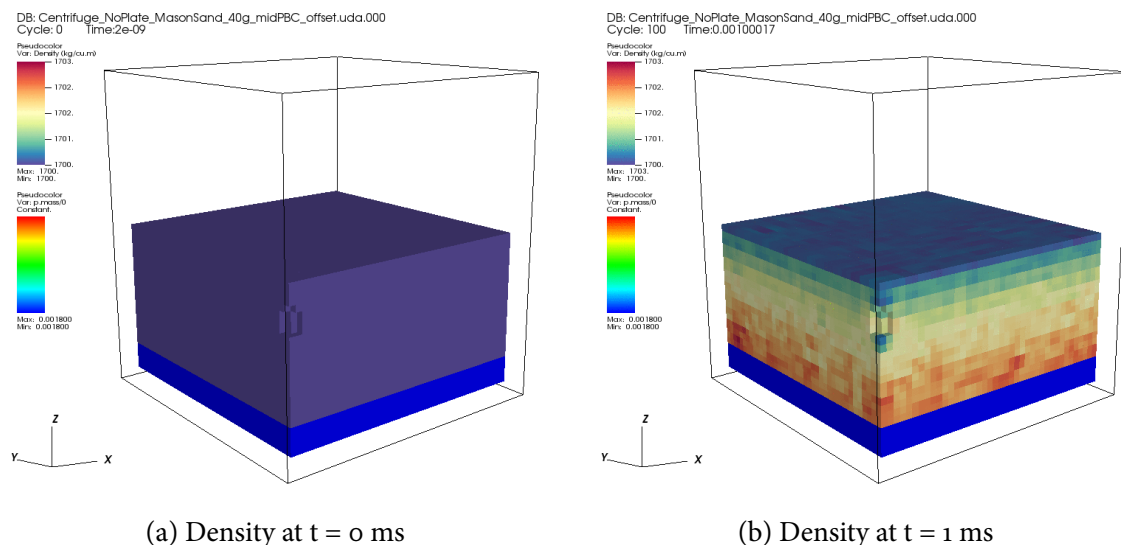 DB: Centrifuge_NoPlate_MasonSand_40g_midPBC_offset.uda.000
Cycle: 0 Time:2e-09
Pseudocolor
Var: Density (kg/cu.m)
1703.
1702.
1702.
1701.
1700.
Max: 1700.
Min: 1700.
Pseudocolor
Var: p.mass/0
Constant.
Max: 0.001800
Min: 0.001800
Z
Y
X
(a) Density at t = 0 ms
DB: Centrifuge_NoPlate_MasonSand_40g_midPBC_offset.uda.000
Cycle: 100 Time:0.00100017
Pseudocolor
Var: Density (kg/cu.m)
1703.
1702.
1702.
1701.
1700.
Max: 1703.
Min: 1700.
Pseudocolor
Var: p.mass/0
Constant.
Max: 0.001800
Min: 0.001800
Z
Y
X
(b) Density at t = 1 ms